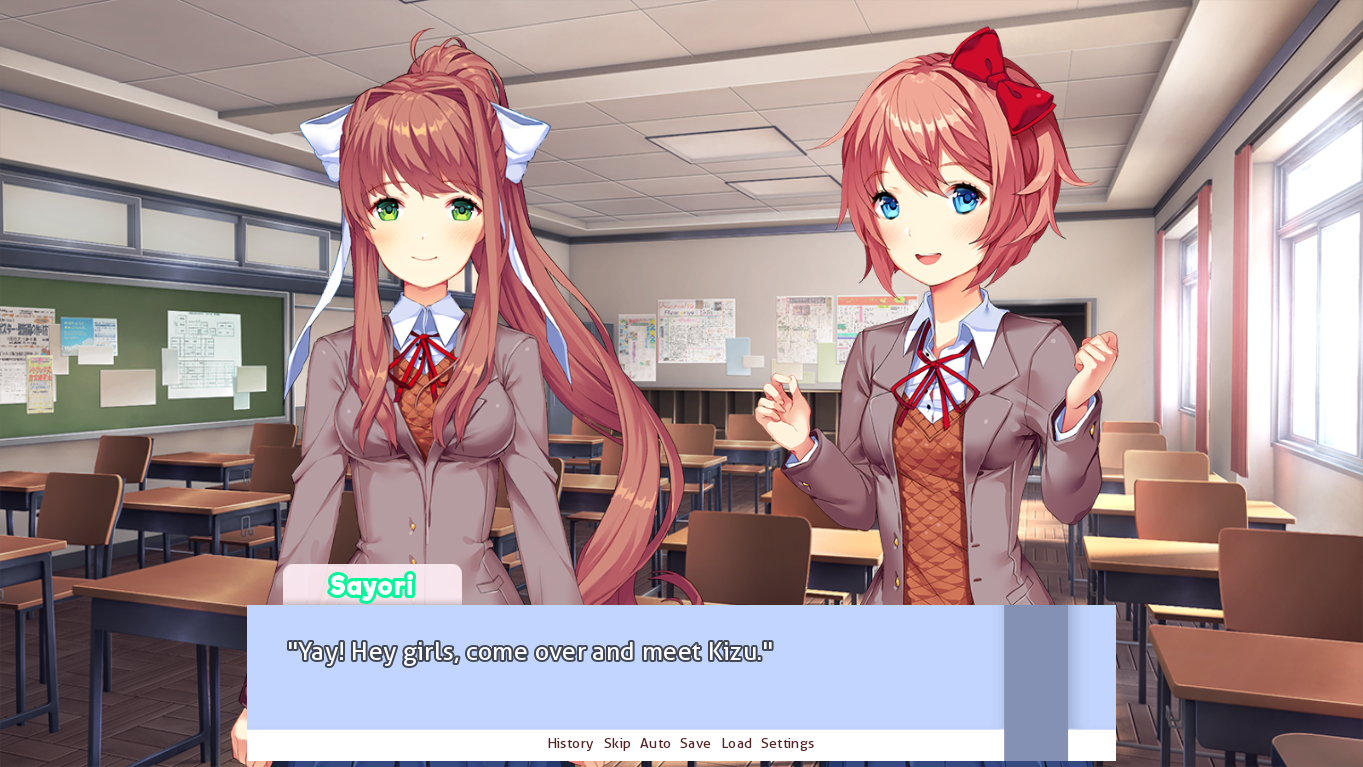 Sayori
"Yay! Hey girls, come over and meet Kizu."
History Skip Auto Save Load Settings